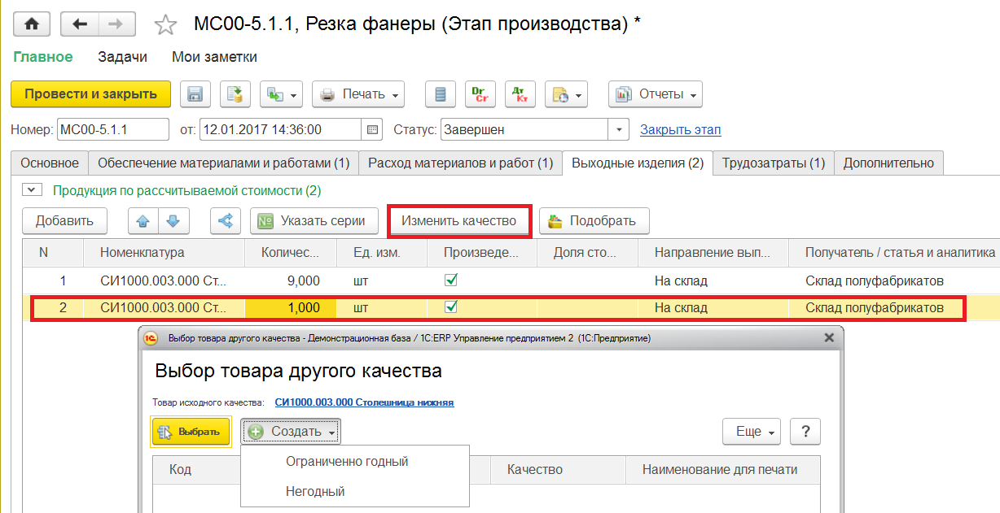 МС00-5.1.1, Резка фанеры (Этап производства) *
Главное Задачи Мои заметки
Провести и закрыть Dr Cr Дт Кт Печать Отчеты
Номер: МС00-5.1.1 от: 12.01.2017 14:36:00 Статус: Завершен Закрыть этап
Основное Обеспечение материалами и работами (1) Расход материалов и работ (1) Выходные изделия (2) Трудозатраты (1) Дополнительно
Продукция по рассчитываемой стоимости (2)
Добавить № Указать серии Изменить качество Подобрать
N Номенклатура Количес... Ед. изм. Произведе... Доля сто... Направление вып... Получатель / статья и аналитика
1 СИ1000.003.000 Ст... 9,000 шт На склад Склад полуфабрикатов
2 СИ1000.003.000 Ст... 1,000 шт На склад Склад полуфабрикатов
1С Выбор товара другого качества - Демонстрационная база / 1С:ERP Управление предприятием 2 (1С:Предприятие)
Выбор товара другого качества
Товар исходного качества: СИ1000.003.000 Столешница нижняя
Выбрать Создать Еще ?
Код Качество Наименование для печати
Ограниченно годный
Негодный